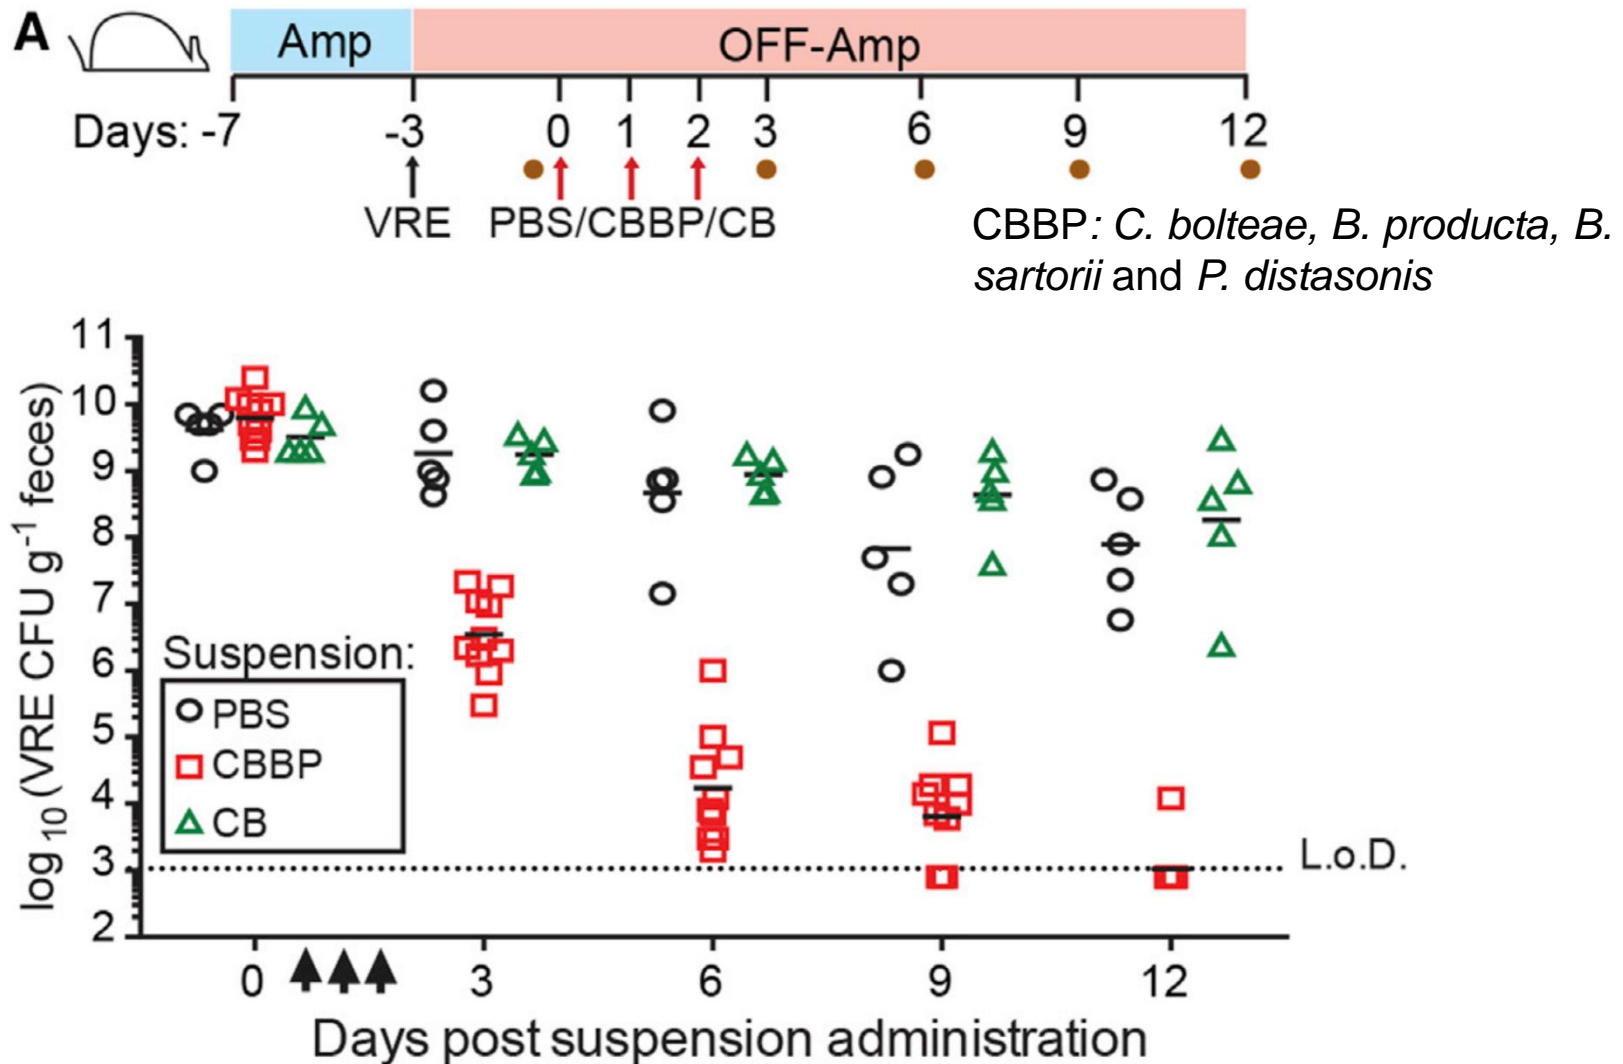 A
Amp OFF-Amp
Days: -7 -3 0 1 2 3 6 9 12
VRE PBS/CBBP/CB
CBBP: C. bolteae, B. producta, B.
sartorii and P. distasonis
log10(VRE CFU g-1 feces)
11
10
9
8
7
6
5
4
3
2
Suspension:
PBS
CBBP
CB
L.o.D.
0 3 6 9 12
Days post suspension administration